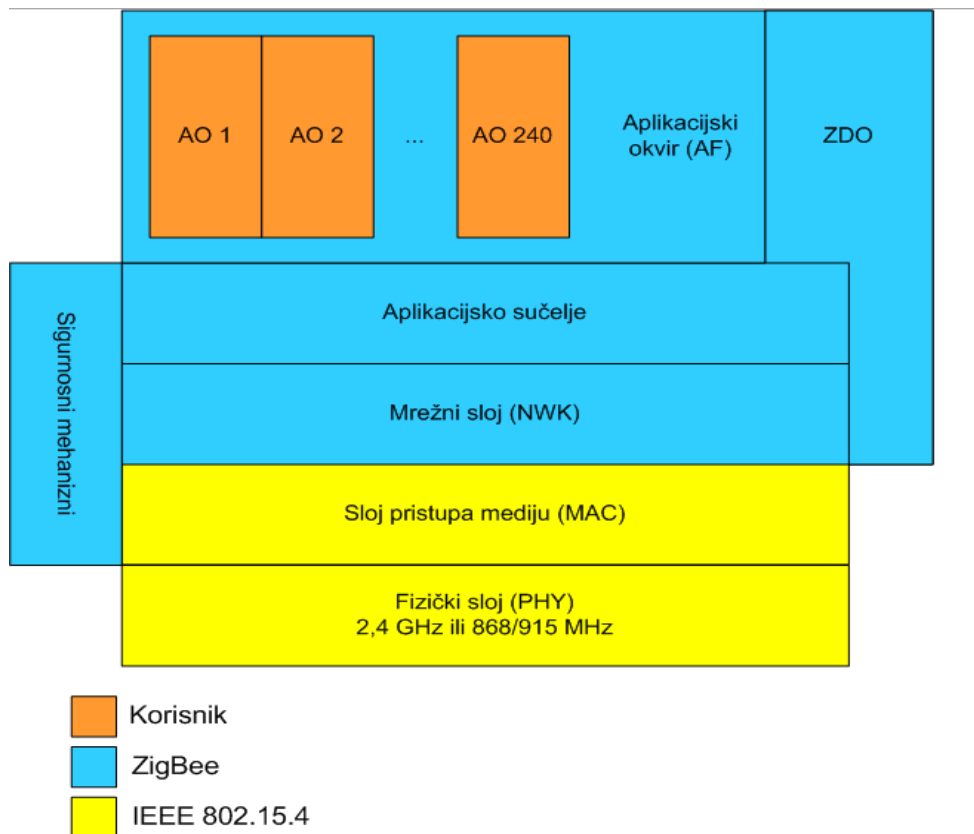 AO 1
AO 2
...
AO 240
Aplikacijski
okvir (AF)
ZDO
Sigurnosni mehanizni
Aplikacijsko sučelje
Mrežni sloj (NWK)
Sloj pristupa mediju (MAC)
Fizički sloj (PHY)
2,4 GHz ili 868/915 MHz
Korisnik
ZigBee
IEEE 802.15.4